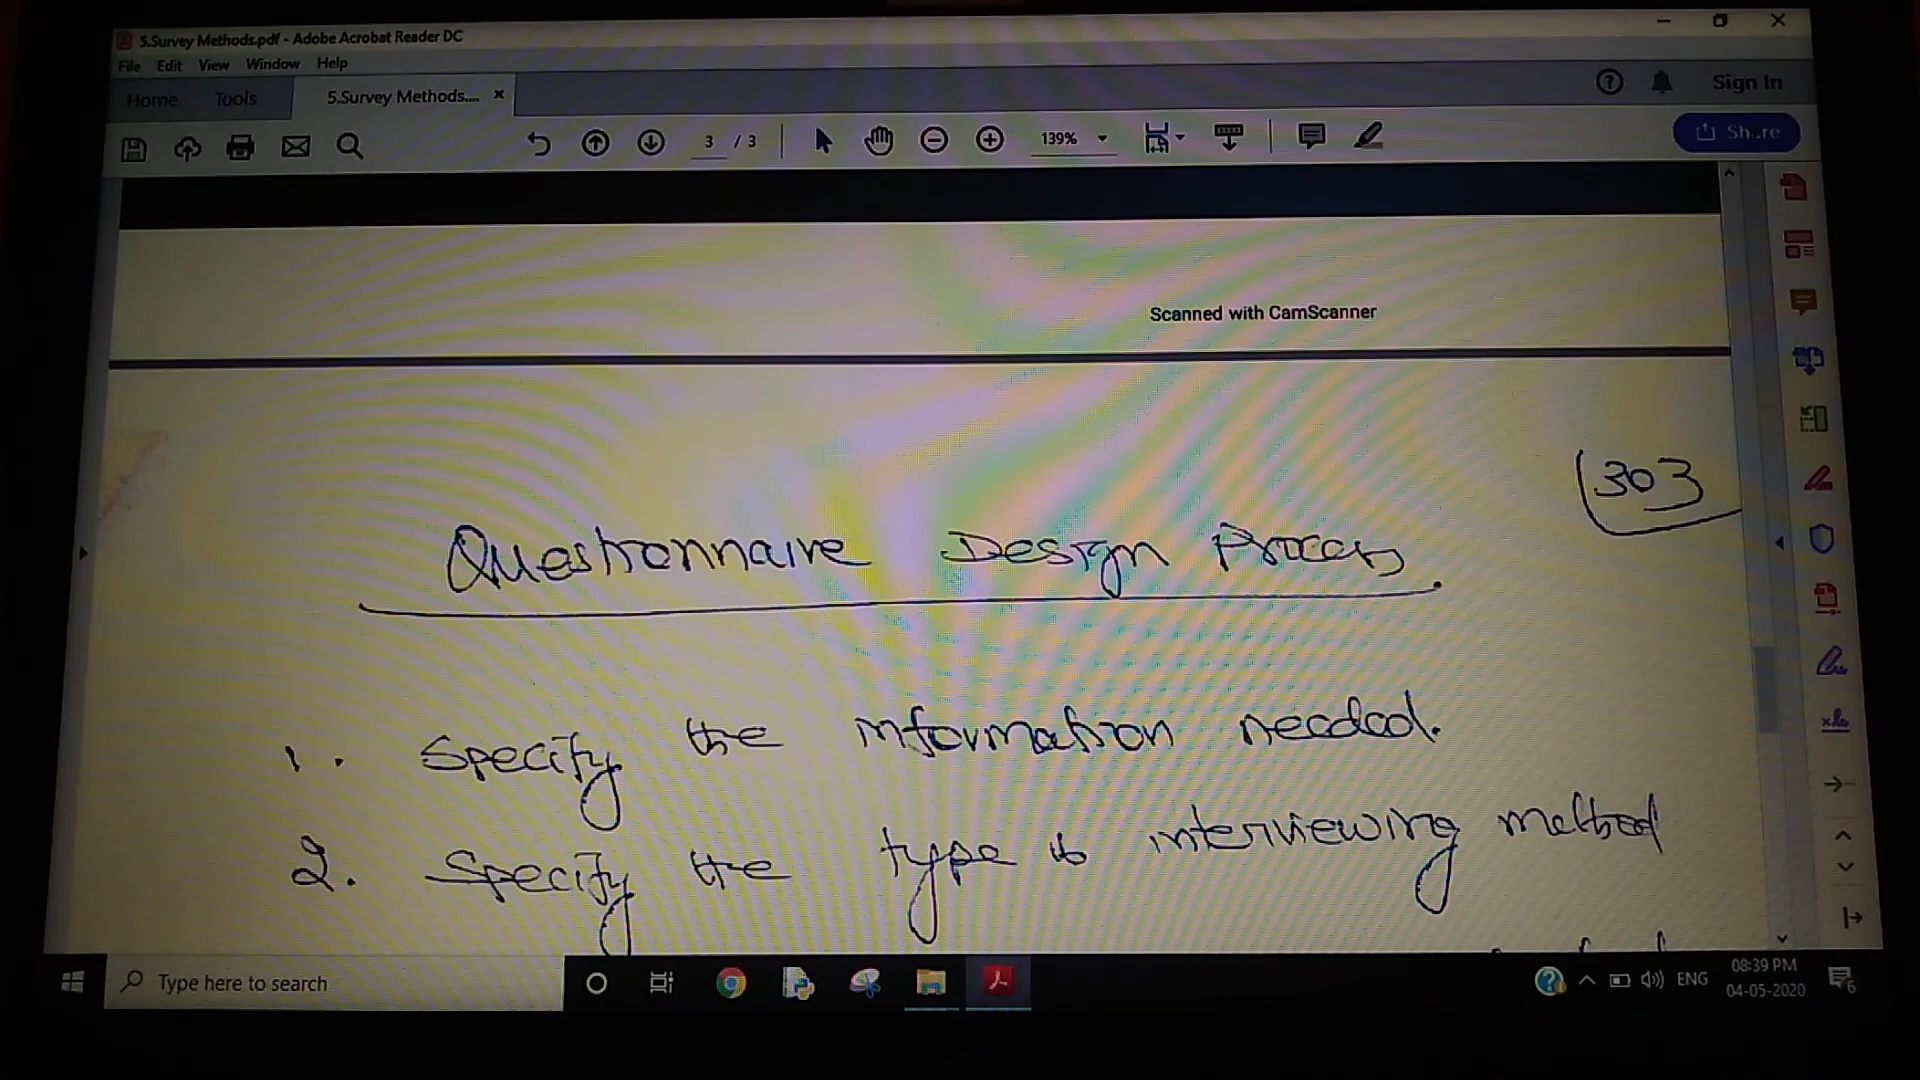 5.Survey Methods.pdf - Adobe Acrobat Reader DC
File Edit View Window Help
Home Tools 5.Survey Methods.... × Sign In
3 / 3 139% Share
Scanned with CamScanner
303
Questionnaire Design Process.
1. Specify the information needed.
2. Specify the type of interviewing method
Type here to search
ENG
08:39 PM
04-05-2020
6